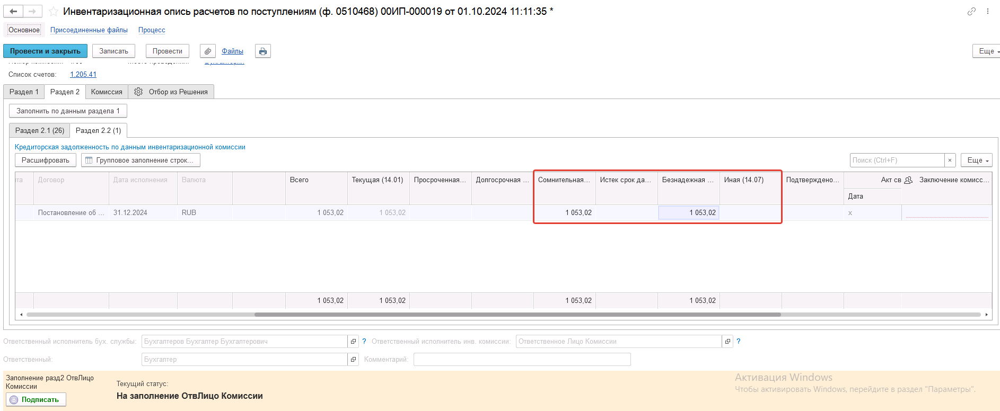 Инвентаризационная опись расчетов по поступлениям (ф. 0510468) 00ИП-000019 от 01.10.2024 11:11:35 *
Основное Присоединенные файлы Процесс
Провести и закрыть Записать Провести Файлы Еще
Список счетов: 1.205.41
Раздел 1 Раздел 2 Комиссия Отбор из Решения
Заполнить по данным раздела 1
Раздел 2.1 (26) Раздел 2.2 (1)
Кредиторская задолженность по данным инвентаризационной комиссии
Расшифровать Групповое заполнение строк... Поиск (Ctrl+F) × Еще
та Договор Дата исполнения Валюта Всего Текущая (14.01) Просроченная... Долгосрочная ... Сомнительная... Истек срок да... Безнадежная ... Иная (14.07) Подтверждено... Акт св Заключение комисс...
Дата
Постановление об ... 31.12.2024 RUB 1 053,02 1 053,02 1 053,02 1 053,02 x
1 053,02 1 053,02 1 053,02 1 053,02
Ответственный исполнитель бух. службы: Бухгалтеров Бухгалтер Бухгалтерович ? Ответственный исполнитель инв. комиссии: Ответственное Лицо Комиссии ?
Ответственный: Бухгалтер Комментарий:
Заполнение разд2 ОтвЛицо
Комиссии
Подписать
Текущий статус:
На заполнение ОтвЛицо Комиссии
Активация Windows
Чтобы активировать Windows, перейдите в раздел "Параметры".